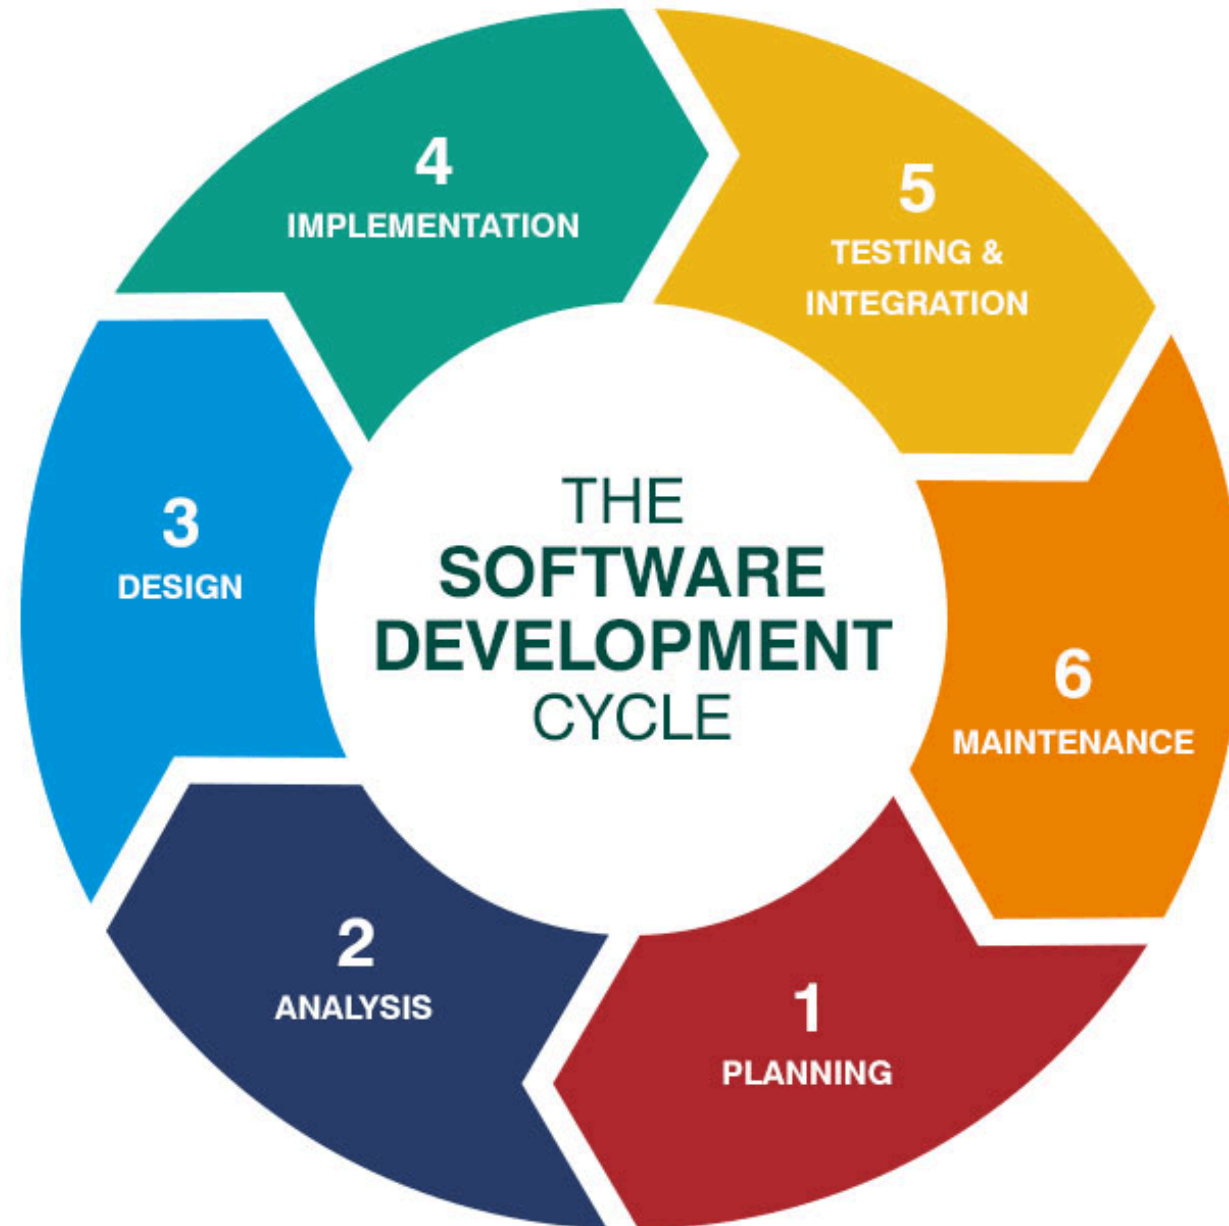 THE
SOFTWARE
DEVELOPMENT
CYCLE
1
PLANNING
2
ANALYSIS
3
DESIGN
4
IMPLEMENTATION
5
TESTING &
INTEGRATION
6
MAINTENANCE